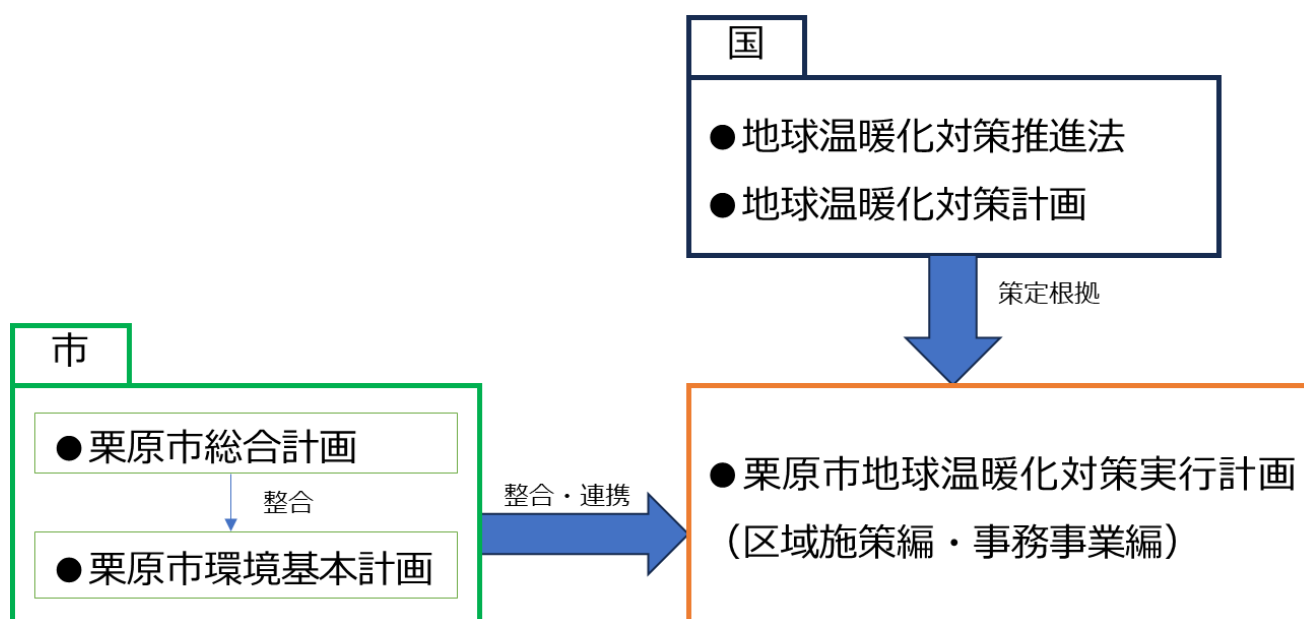 国
●地球温暖化対策推進法
●地球温暖化対策計画
策定根拠
市
●栗原市総合計画
整合
●栗原市環境基本計画
整合・連携
●栗原市地球温暖化対策実行計画
（区域施策編・事務事業編）